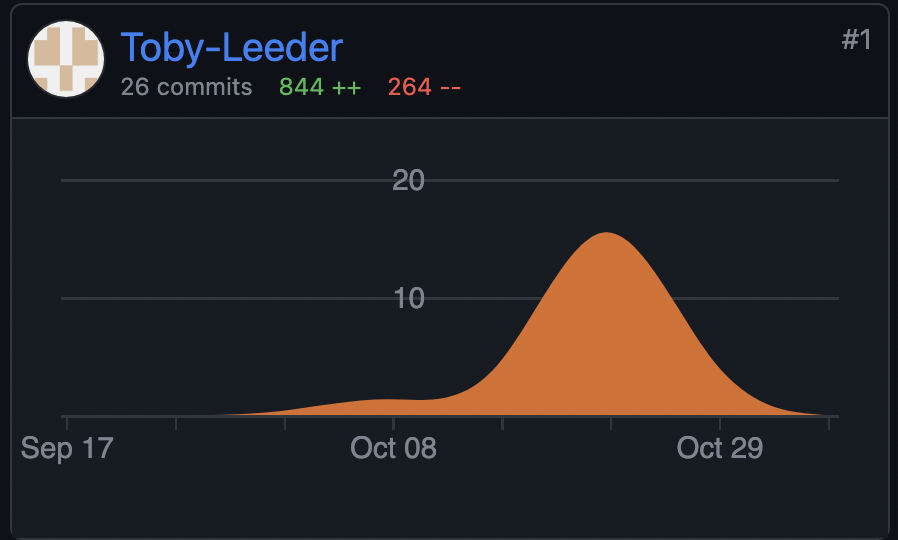 Toby-Leeder
#1
26 commits 844 ++ 264 --
20
10
Sep 17 Oct 08 Oct 29